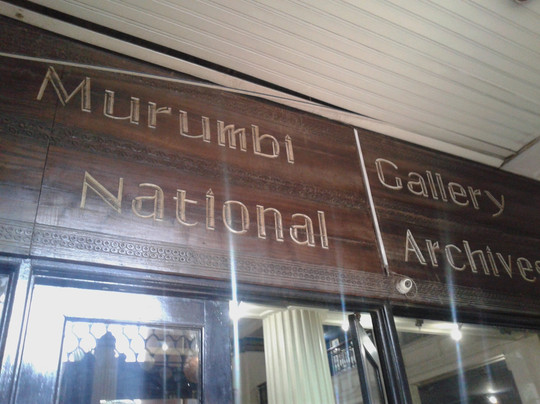 Murumbi Gallery
National Archives